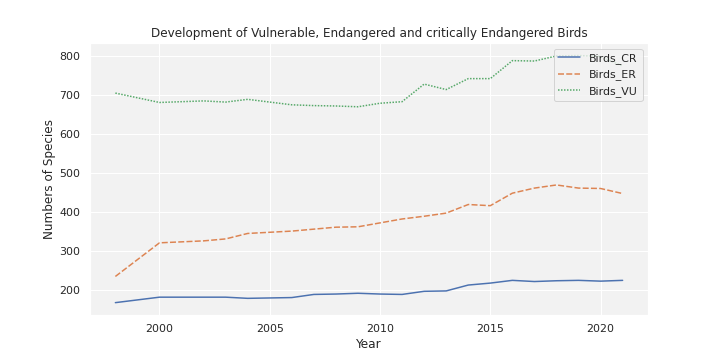 Development of Vulnerable, Endangered and critically Endangered Birds
Birds_CR
Birds_ER
Birds_VU
Numbers of Species
800
700
600
500
400
300
200
2000
2005
2010
2015
2020
Year